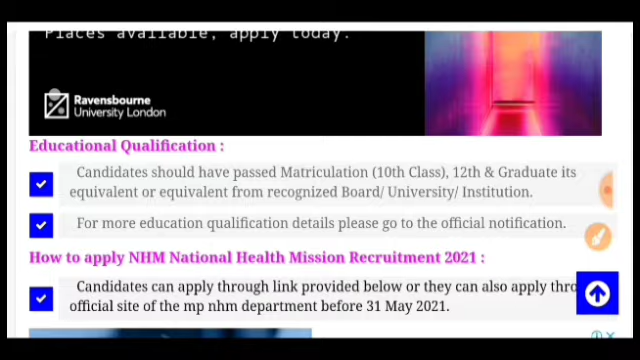 Places available, apply today.
Ravensbourne
University London
Educational Qualification :
Candidates should have passed Matriculation (10th Class), 12th & Graduate its
equivalent or equivalent from recognized Board/ University/ Institution.
For more education qualification details please go to the official notification.
How to apply NHM National Health Mission Recruitment 2021 :
Candidates can apply through link provided below or they can also apply thro
official site of the mp nhm department before 31 May 2021.